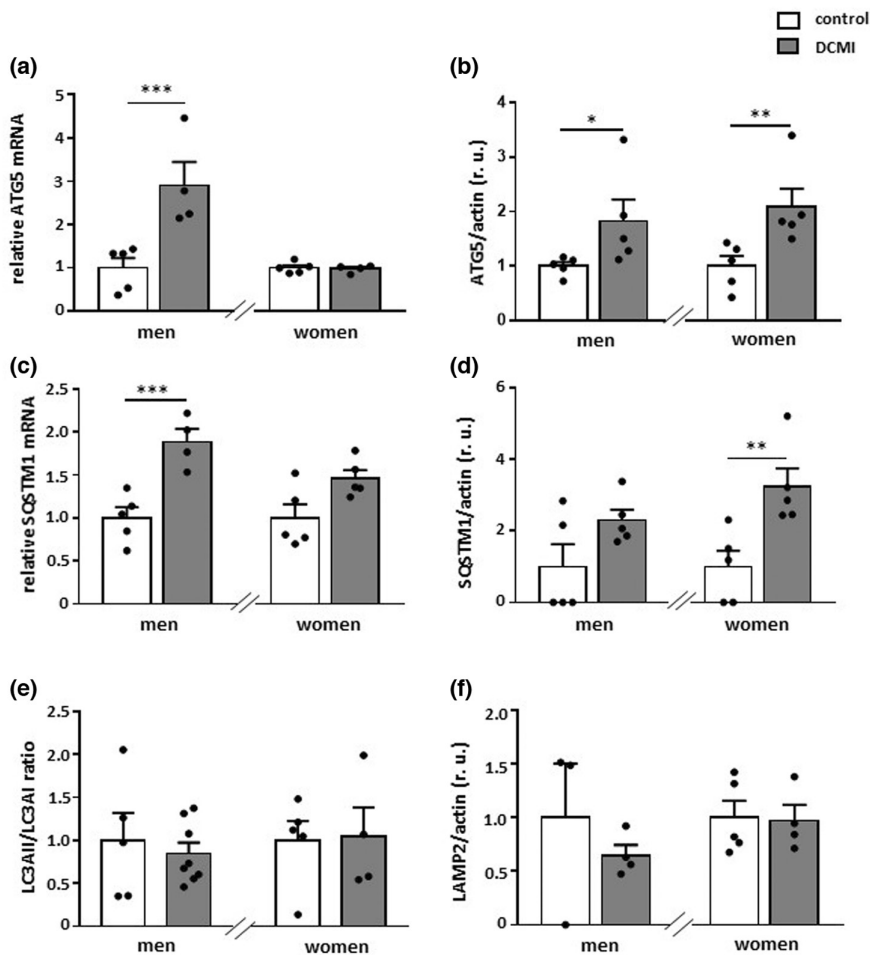 control
DCMI
(a)
relative ATG5 mRNA
5
4
3
2
1
0
***
men
women
(b)
ATG5/actin (r. u.)
4
3
2
1
0
*
**
men
women
(c)
relative SQSTM1 mRNA
2.5
2.0
1.5
1.0
0.5
0
***
men
women
(d)
SQSTM1/actin (r. u.)
6
4
2
0
**
men
women
(e)
LC3AII/LC3AI ratio
2.5
2.0
1.5
1.0
0.5
0
men
women
(f)
LAMP2/actin (r. u.)
2.0
1.5
1.0
0.5
0
men
women